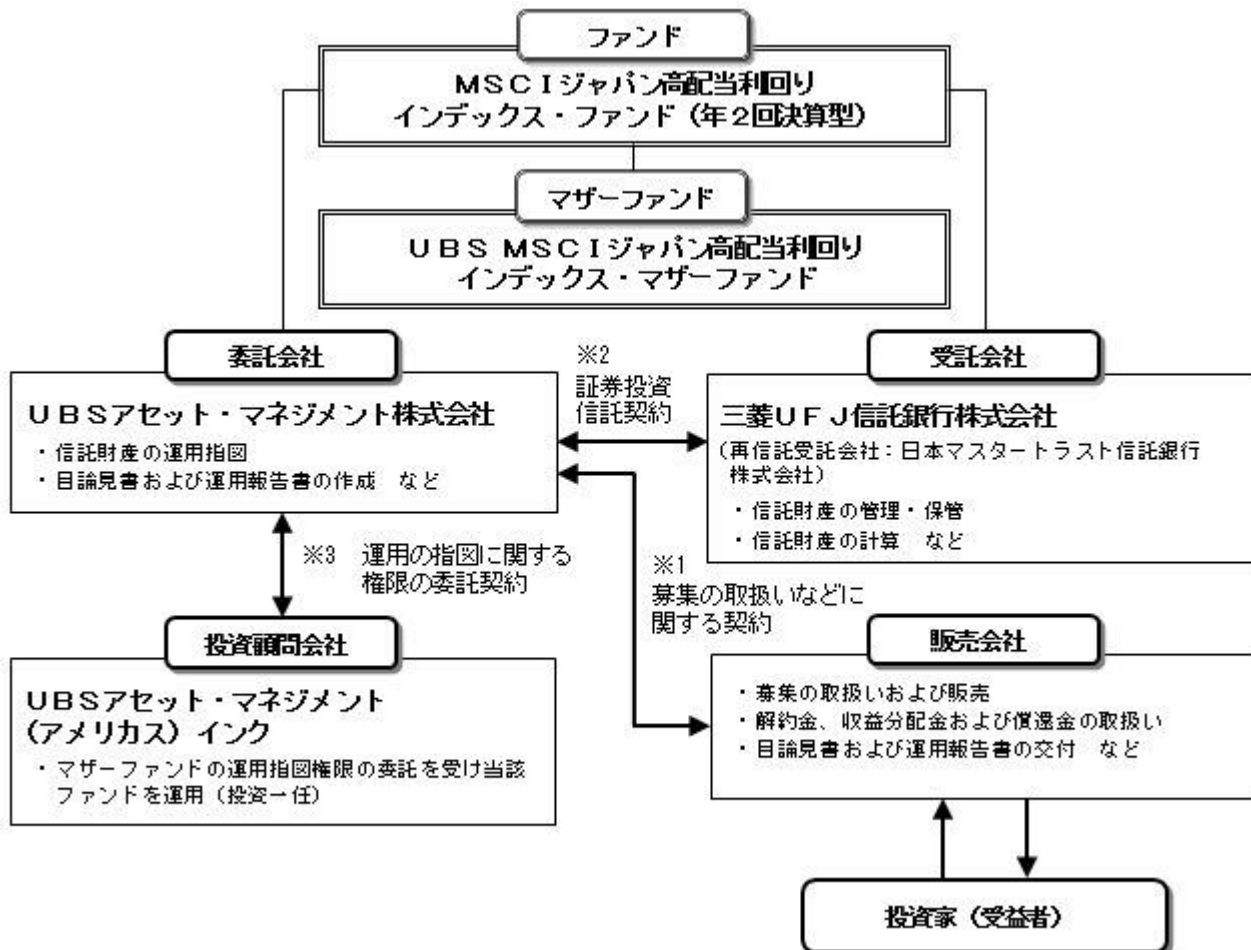 ファンド
MSCIジャパン高配当利回り
インデックス・ファンド（年２回決算型）
マザーファンド
UBS MSCIジャパン高配当利回り
インデックス・マザーファンド
委託会社
UBSアセット・マネジメント株式会社
・信託財産の運用指図
・目論見書および運用報告書の作成　など
※2
証券投資
信託契約
受託会社
三菱UFJ信託銀行株式会社
（再信託受託会社：日本マスタートラスト信託銀行
株式会社）
・信託財産の管理・保管
・信託財産の計算　など
※3　運用の指図に関する
権限の委託契約
※1
募集の取扱いなどに
関する契約
投資顧問会社
UBSアセット・マネジメント
（アメリカス）インク
・マザーファンドの運用指図権限の委託を受け当該
ファンドを運用（投資一任）
販売会社
・募集の取扱いおよび販売
・解約金、収益分配金および償還金の取扱い
・目論見書および運用報告書の交付　など
投資家（受益者）